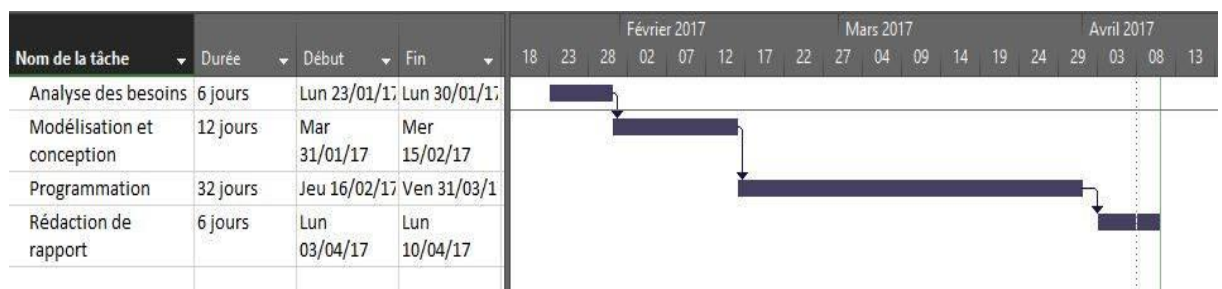 Février 2017 Mars 2017 Avril 2017
Nom de la tâche Durée Début Fin 18 23 28 02 07 12 17 22 27 04 09 14 19 24 29 03 08 13
Analyse des besoins 6 jours Lun 23/01/17 Lun 30/01/17
Modélisation et 12 jours Mar Mer
conception 31/01/17 15/02/17
Programmation 32 jours Jeu 16/02/17 Ven 31/03/1
Rédaction de 6 jours Lun Lun
rapport 03/04/17 10/04/17